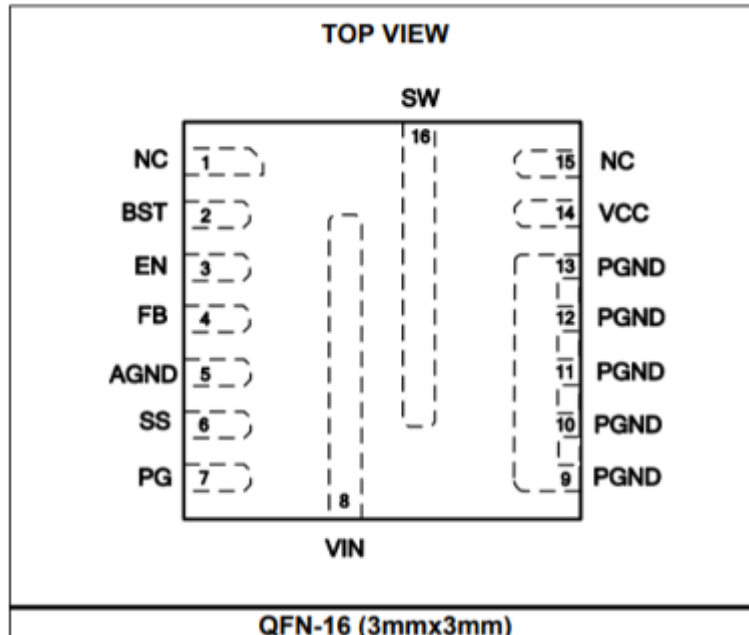 TOP VIEW
SW
16
NC 1 15 NC
BST 2 14 VCC
EN 3 13 PGND
FB 4 12 PGND
AGND 5 11 PGND
SS 6 10 PGND
PG 7 9 PGND
8
VIN
QFN-16 (3mmx3mm)